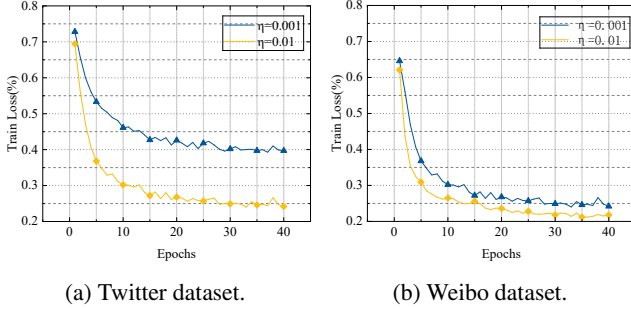 0.8
0.7
0.6
0.5
0.4
0.3
0.2
Train Loss(%)
η=0.001
η=0.01
0 10 20 30 40
Epochs
(a) Twitter dataset.
0.8
0.7
0.6
0.5
0.4
0.3
0.2
Train Loss(%)
η=0.001
η=0.01
0 10 20 30 40
Epochs
(b) Weibo dataset.